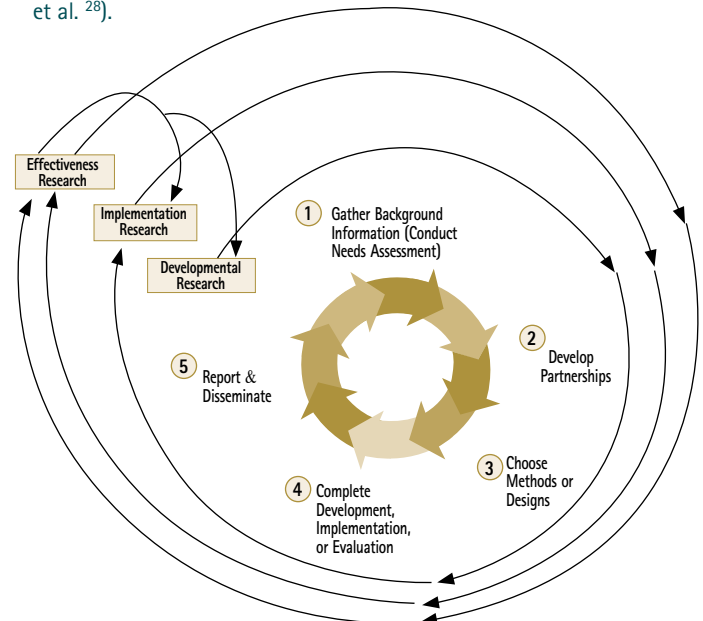 et al. 28).
Effectiveness
Research
Implementation
Research
Developmental
Research
1
Gather Background
Information (Conduct
Needs Assessment)
2
Develop
Partnerships
3
Choose
Methods or
Designs
4
Complete
Development,
Implementation,
or Evaluation
5
Report &
Disseminate